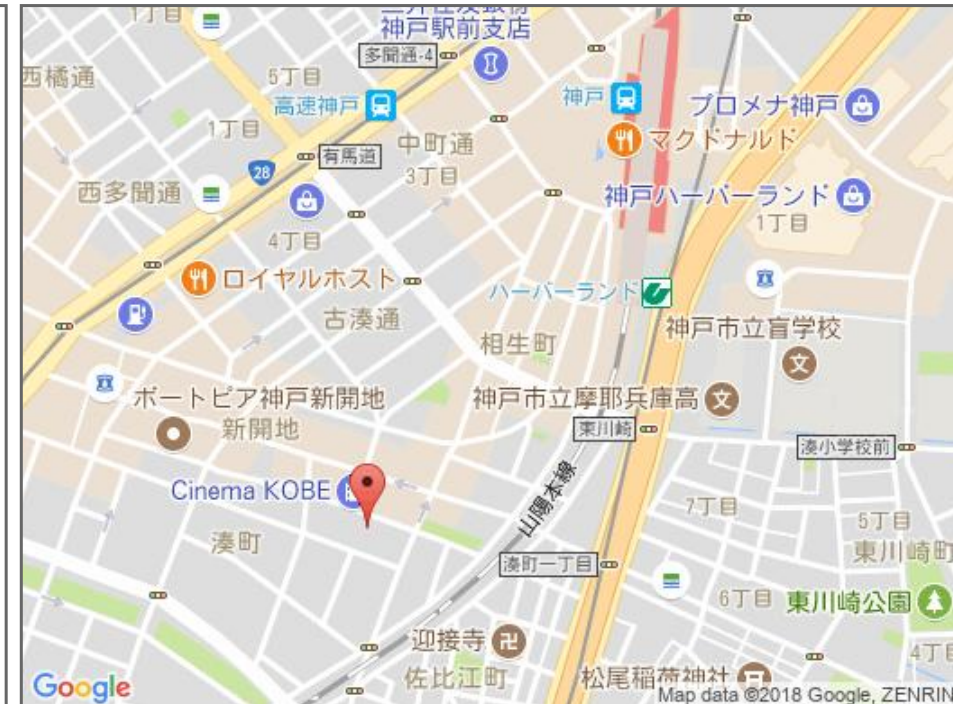 1丁目
神戸駅前支店
多聞通-4
西橘通
5丁目
高速神戸
神戸
プロメナ神戸
1丁目
有馬道
中町通
マクドナルド
28
3丁目
西多聞通
神戸ハーバーランド
1丁目
4丁目
ロイヤルホスト
ハーバーランド
古湊通
相生町
神戸市立盲学校
文
ポートピア神戸新開地
神戸市立摩耶兵庫高
文
新開地
東川崎
湊小学校前
Cinema KOBE
山陽本線
7丁目
5丁目
湊町
東川崎町
湊町一丁目
6丁目
東川崎公園
迎接寺
卍
4丁目
佐比江町
松尾稲荷神社
Google
Map data ©2018 Google, ZENRIN